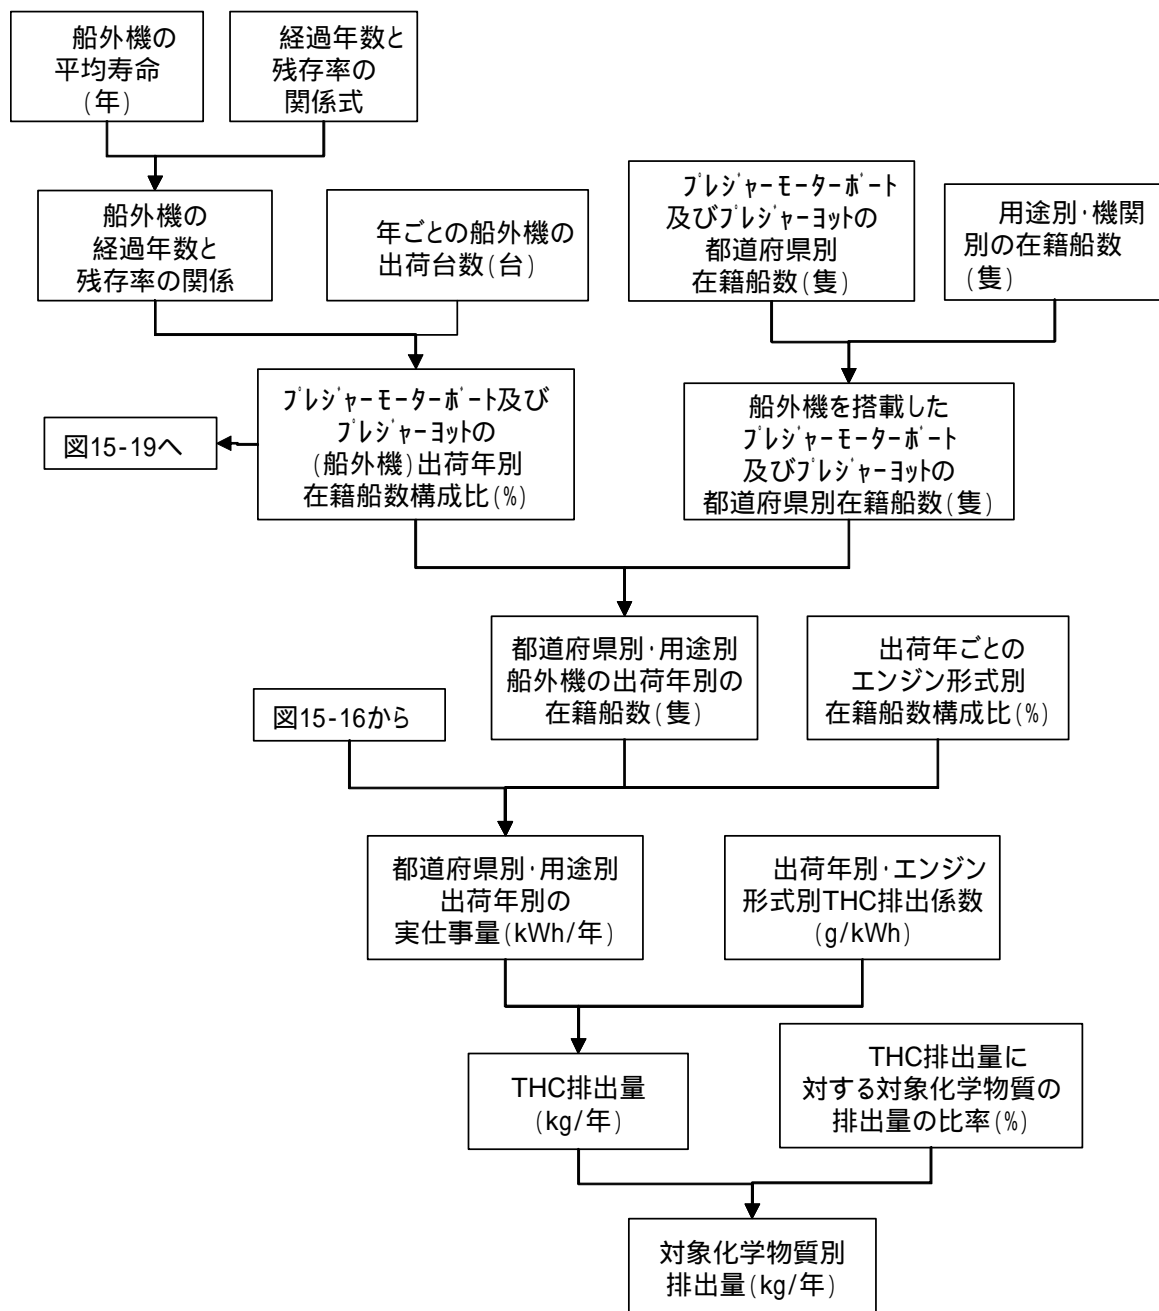 船外機の
平均寿命
(年)
経過年数と
残存率の
関係式
船外機の
経過年数と
残存率の関係
年ごとの船外機の
出荷台数(台)
プレジャーモーターボート
及びプレジャーヨットの
都道府県別
在籍船数(隻)
用途別・機関
別の在籍船数
(隻)
図15-19へ
プレジャーモーターボート及び
プレジャーヨットの
(船外機)出荷年別
在籍船数構成比(%)
船外機を搭載した
プレジャーモーターボート
及びプレジャーヨットの
都道府県別在籍船数(隻)
図15-16から
都道府県別・用途別
船外機の出荷年別の
在籍船数(隻)
出荷年ごとの
エンジン形式別
在籍船数構成比(%)
都道府県別・用途別
出荷年別の
実仕事量(kWh/年)
出荷年別・エンジン
形式別THC排出係数
(g/kWh)
THC排出量
(kg/年)
THC排出量に
対する対象化学物質の
排出量の比率(%)
対象化学物質別
排出量(kg/年)